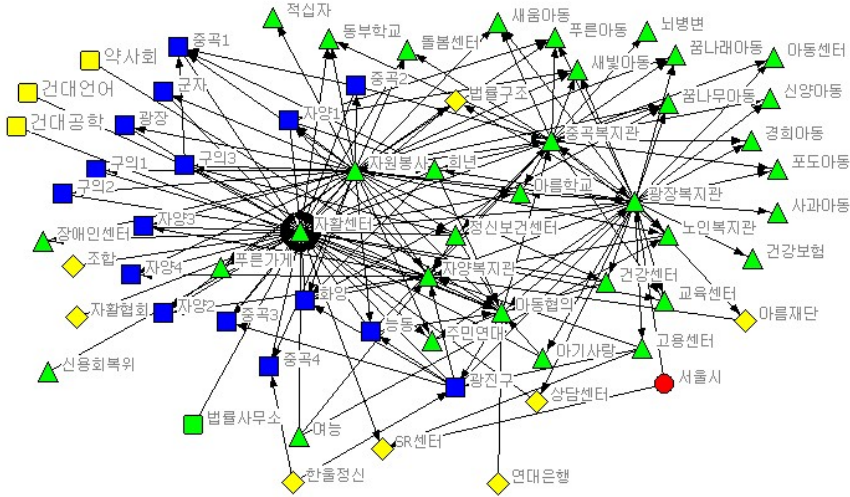 적십자
새움아동
중곡1
동부학교
푸른아동
뇌병변
약사회
돌봄센터
꿈나래아동
아동센터
새빛아동
건대언어
군자
중곡2
법률구조
꿈나무아동
신양아동
건대공학
광장
자양1
중곡복지관
경희아동
구의1
구의3
자원봉사
희년
포도아동
구의2
아름학교
광장복지관
사과아동
장애인센터
자양3
자활센터
정신보건센터
노인복지관
건강보험
조합
자양4
푸른가게
자양복지관
건강센터
교육센터
자활협회
자양2
중곡3
화양
능동
주민연대
아동협의
아름재단
신용회복위
중곡4
아기사랑
고용센터
광진구
상담센터
서울시
법률사무소
여능
SR센터
한울정신
연대은행